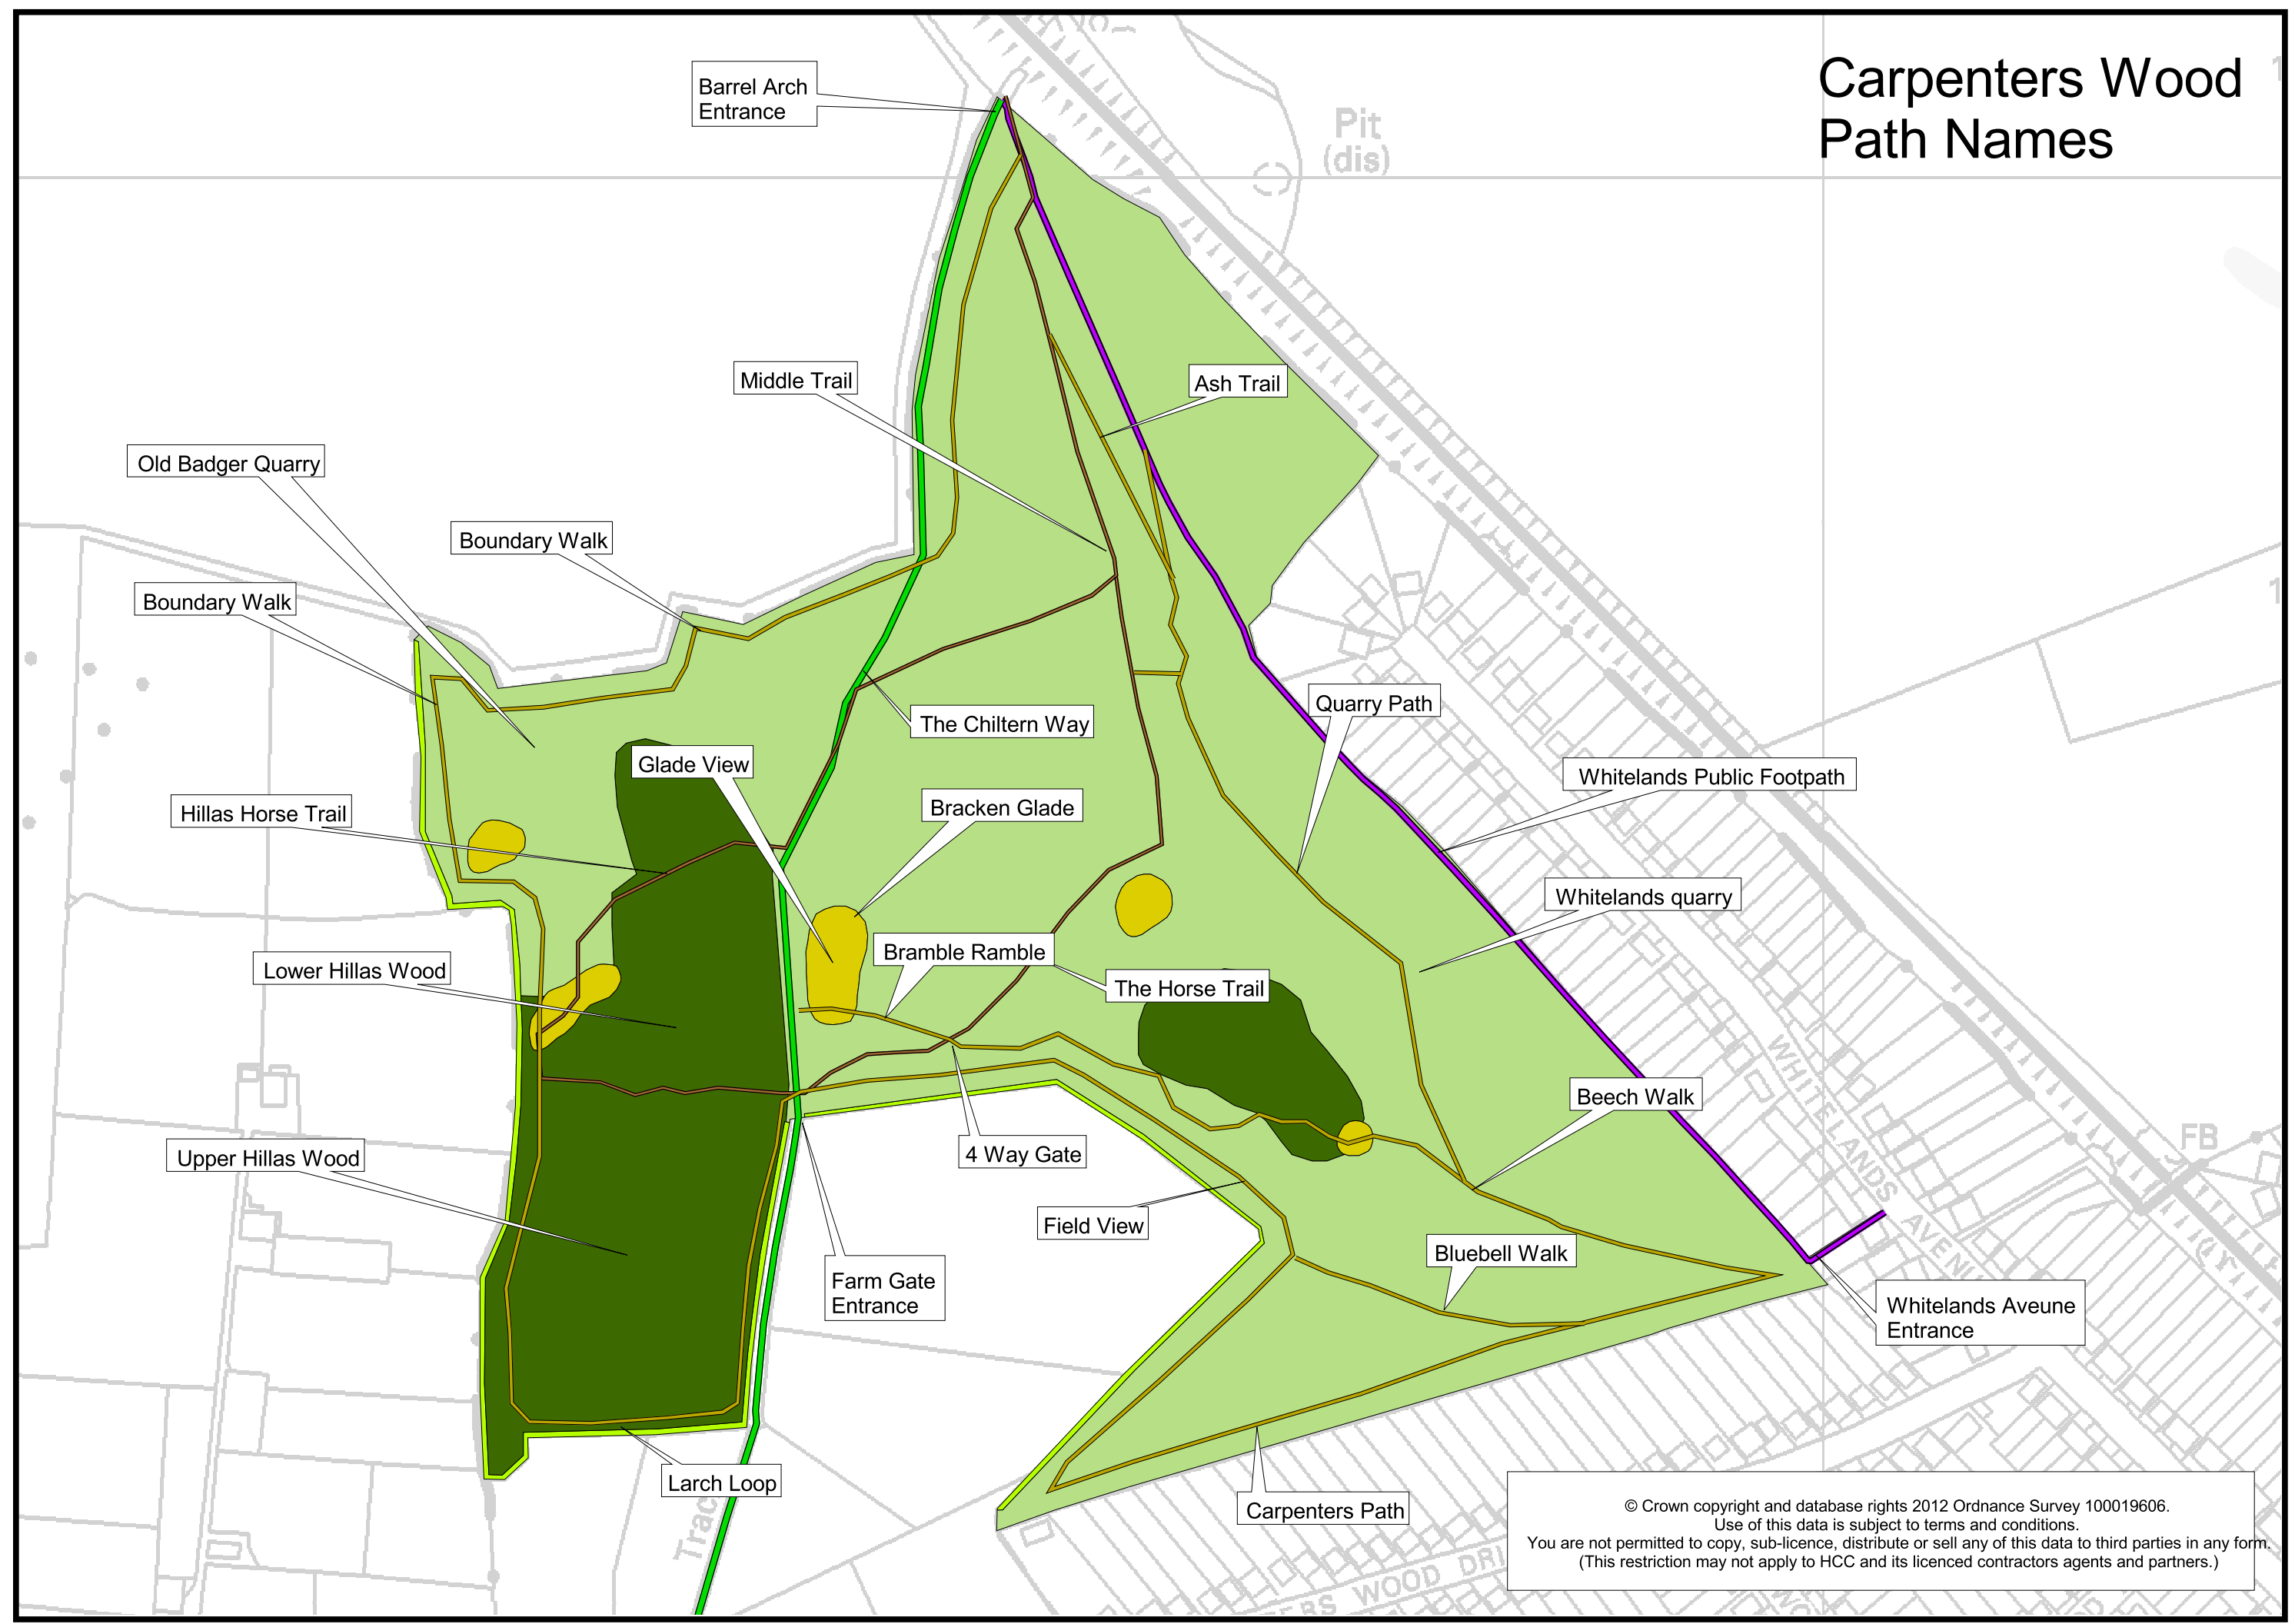 Carpenters Wood
Path Names
Barrel Arch
Entrance
Pit
(dis)
Middle Trail
Ash Trail
Old Badger Quarry
Boundary Walk
Boundary Walk
Quarry Path
The Chiltern Way
Glade View
Whitelands Public Footpath
Hillas Horse Trail
Bracken Glade
Whitelands quarry
Bramble Ramble
Lower Hillas Wood
The Horse Trail
Beech Walk
WHITELANDS AVENU
FB
4 Way Gate
Upper Hillas Wood
Field View
Bluebell Walk
Farm Gate
Entrance
Whitelands Aveune
Entrance
Larch Loop
Trac
Carpenters Path
ERS WOOD DRI
© Crown copyright and database rights 2012 Ordnance Survey 100019606.
Use of this data is subject to terms and conditions.
You are not permitted to copy, sub-licence, distribute or sell any of this data to third parties in any form.
(This restriction may not apply to HCC and its licenced contractors agents and partners.)